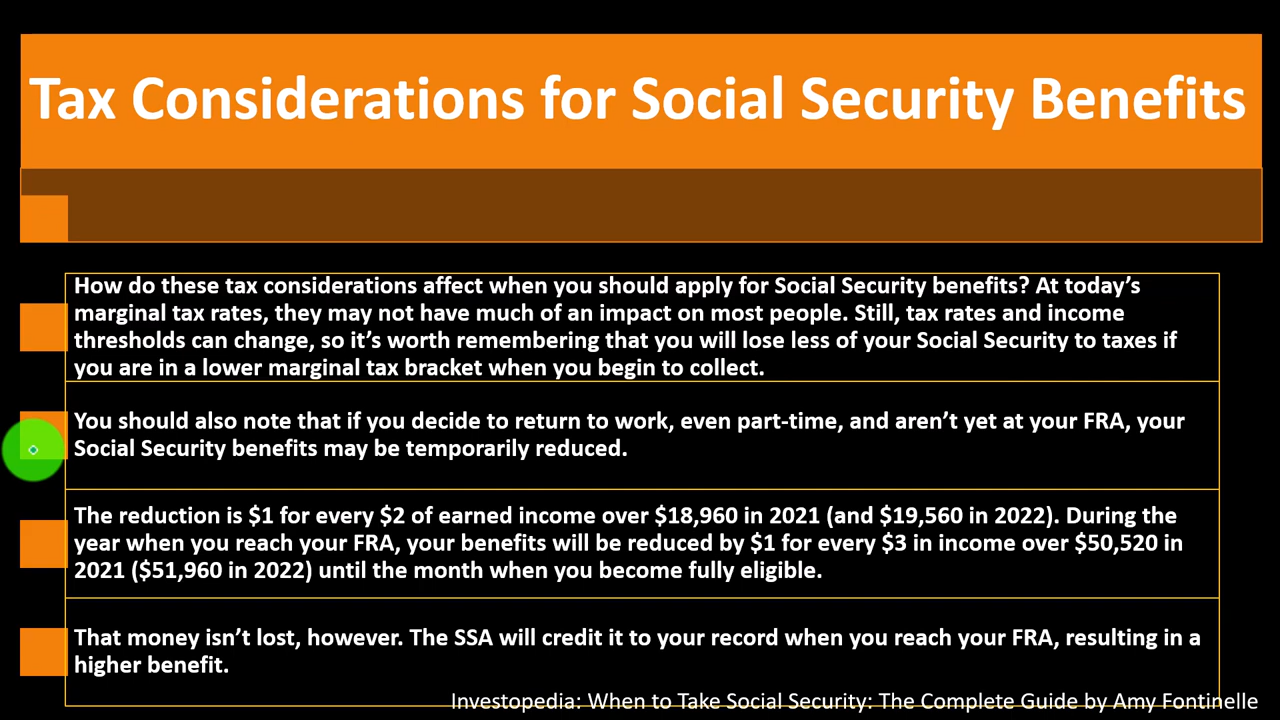 Tax Considerations for Social Security Benefits
How do these tax considerations affect when you should apply for Social Security benefits? At today’s
marginal tax rates, they may not have much of an impact on most people. Still, tax rates and income
thresholds can change, so it’s worth remembering that you will lose less of your Social Security to taxes if
you are in a lower marginal tax bracket when you begin to collect.
You should also note that if you decide to return to work, even part-time, and aren’t yet at your FRA, your
Social Security benefits may be temporarily reduced.
The reduction is $1 for every $2 of earned income over $18,960 in 2021 (and $19,560 in 2022). During the
year when you reach your FRA, your benefits will be reduced by $1 for every $3 in income over $50,520 in
2021 ($51,960 in 2022) until the month when you become fully eligible.
That money isn’t lost, however. The SSA will credit it to your record when you reach your FRA, resulting in a
higher benefit.
Investopedia: When to Take Social Security: The Complete Guide by Amy Fontinelle